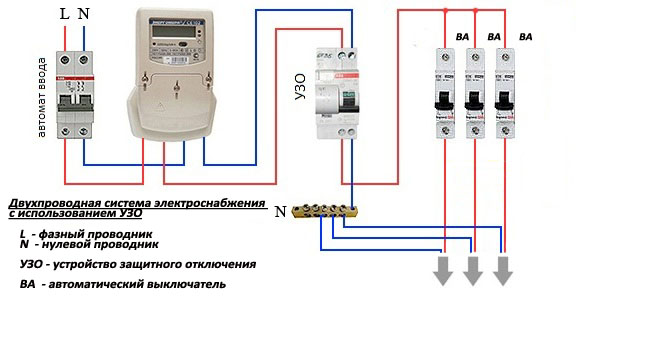 L N
автомат ввода
УЗО
ВА ВА ВА
N
Двухпроводная система электроснабжения
с использованием УЗО
L - фазный проводник
N - нулевой проводник
УЗО - устройство защитного отключения
ВА - автоматический выключатель